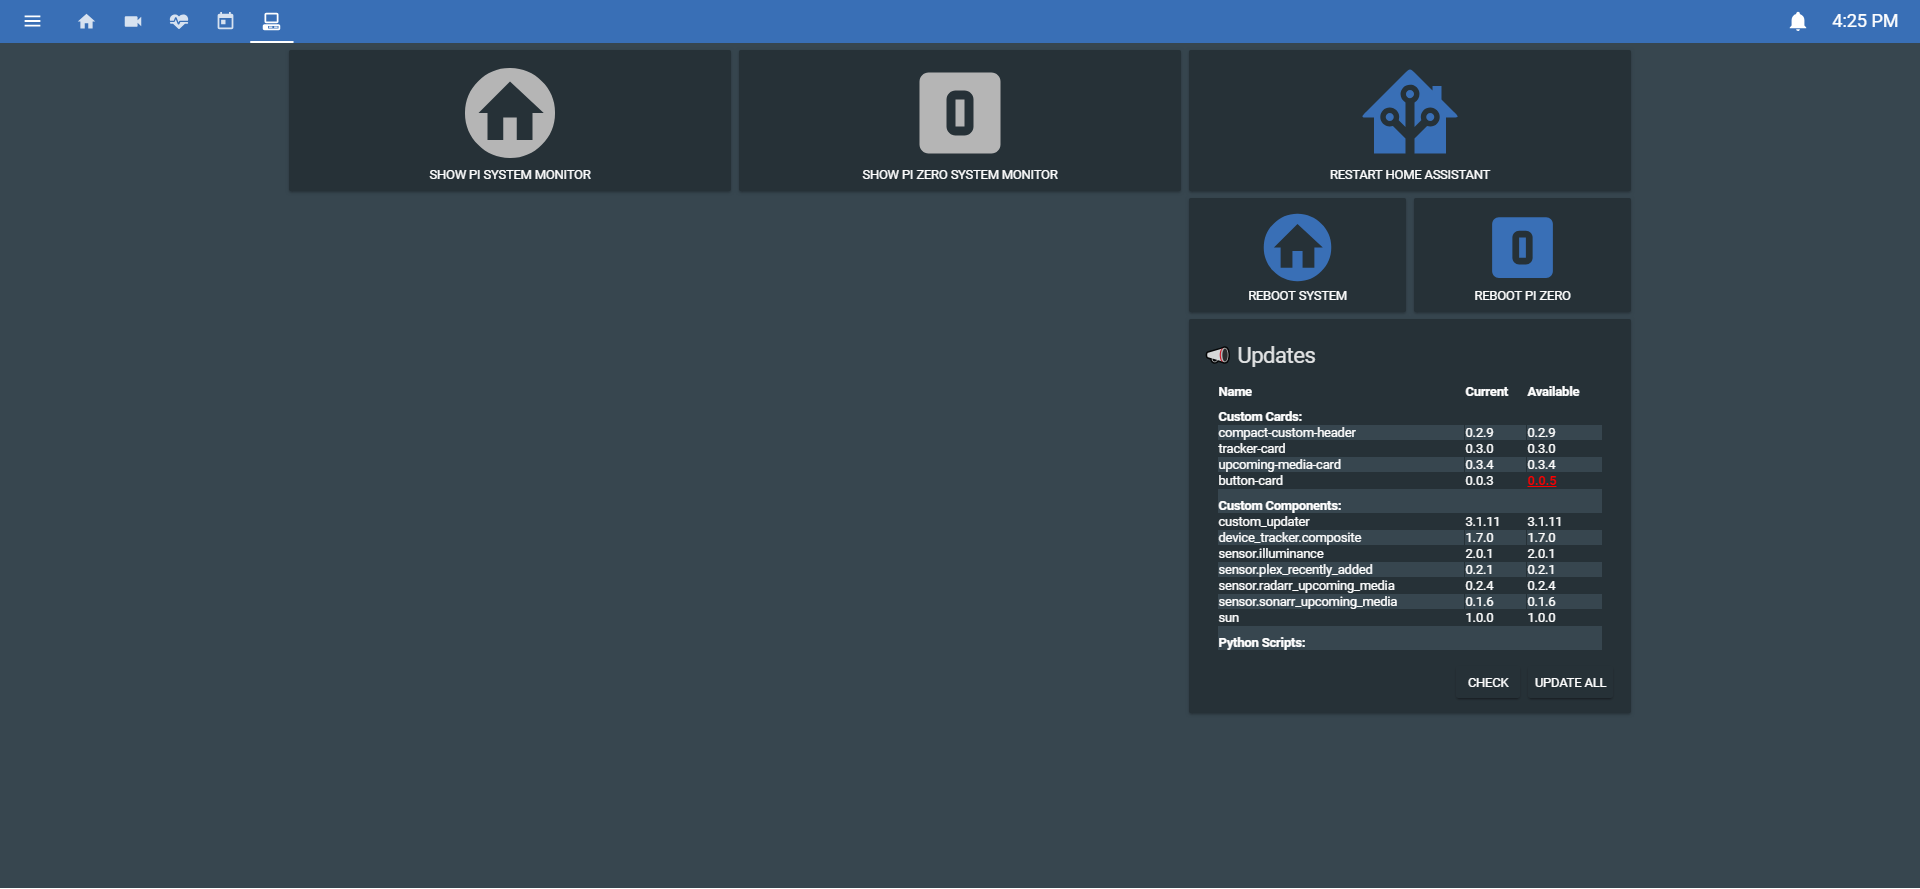 4:25 PM
SHOW PI SYSTEM MONITOR
0
SHOW PI ZERO SYSTEM MONITOR
RESTART HOME ASSISTANT
REBOOT SYSTEM
0
REBOOT PI ZERO
Updates
Name Current Available
Custom Cards:
compact-custom-header 0.2.9 0.2.9
tracker-card 0.3.0 0.3.0
upcoming-media-card 0.3.4 0.3.4
button-card 0.0.3 0.0.5
Custom Components:
custom_updater 3.1.11 3.1.11
device_tracker.composite 1.7.0 1.7.0
sensor.illuminance 2.0.1 2.0.1
sensor.plex_recently_added 0.2.1 0.2.1
sensor.radarr_upcoming_media 0.2.4 0.2.4
sensor.sonarr_upcoming_media 0.1.6 0.1.6
sun 1.0.0 1.0.0
Python Scripts:
CHECK UPDATE ALL